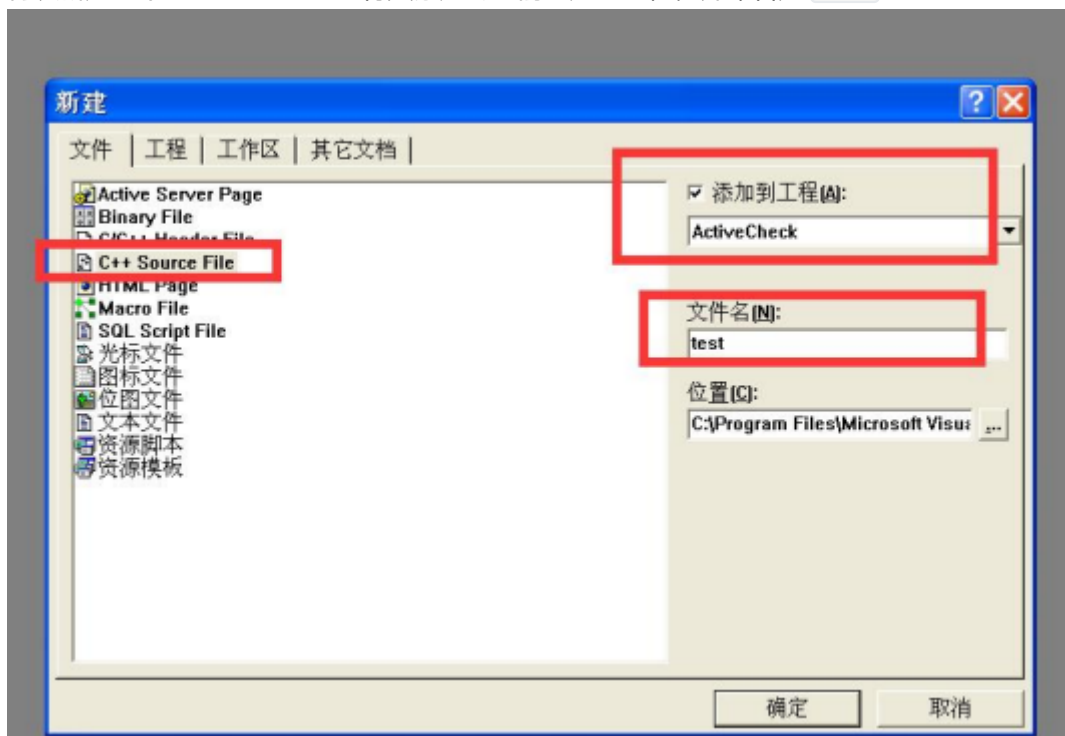 新建
文件 | 工程 | 工作区 | 其它文档 |
Active Server Page
Binary File
C/C++ Header File
C++ Source File
HTML Page
Macro File
SQL Script File
光标文件
图标文件
位图文件
文本文件
资源脚本
资源模板
添加到工程(A):
ActiveCheck
文件名(N):
test
位置(C):
C:\Program Files\Microsoft Visua
...
确定
取消